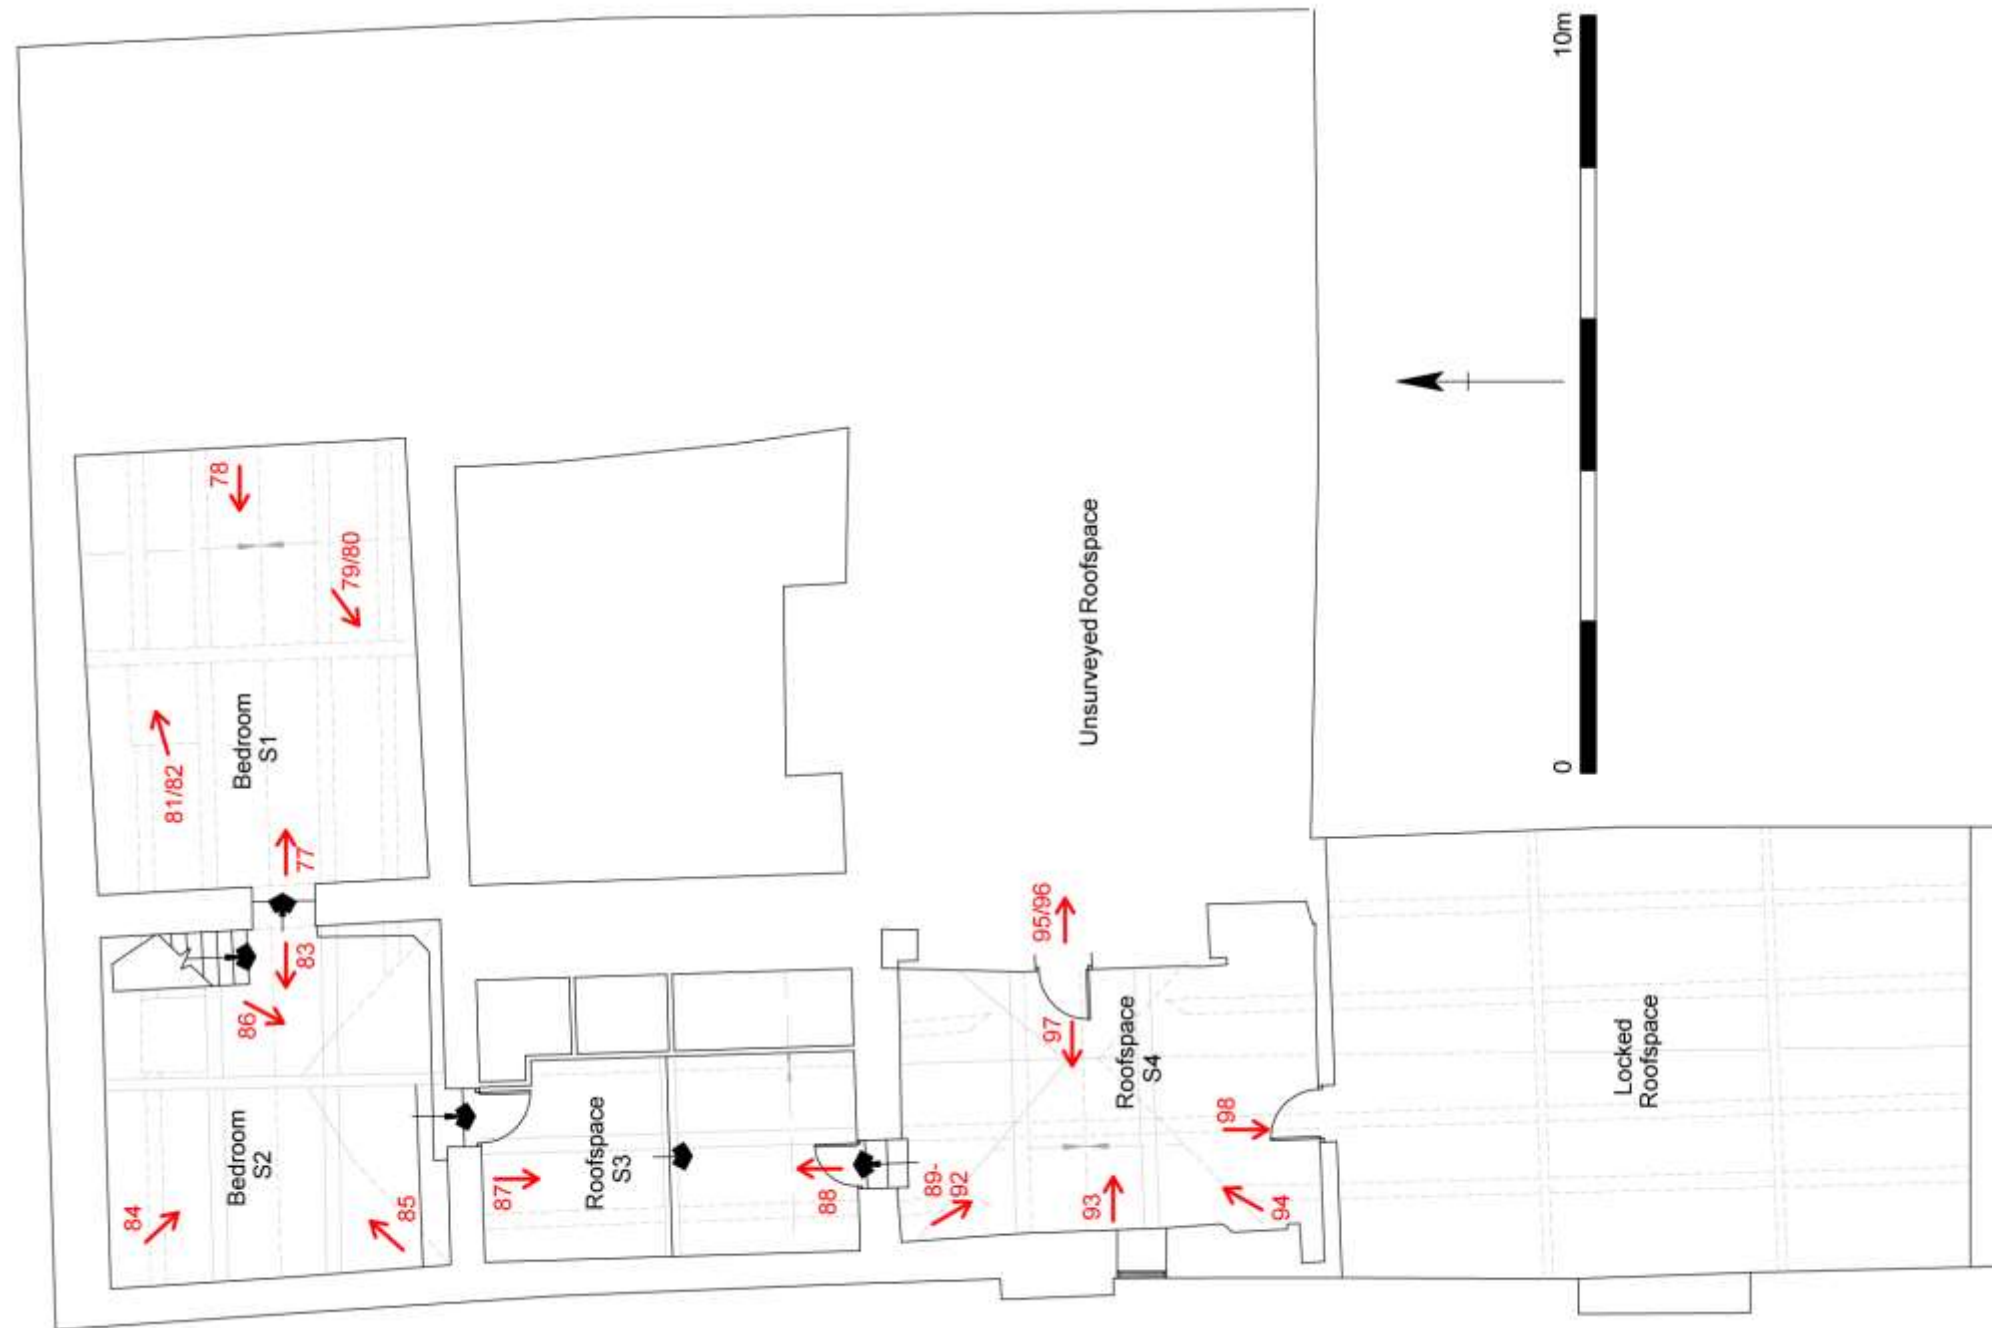 10m
78
79/80
Bedroom
S1
81/82
77
Unsurveyed Roofspace
0
83
86
95/96
97
Bedroom
S2
Roofspace
S3
Roofspace
S4
Locked
Roofspace
84
85
87
88
89-
92
93
94
98